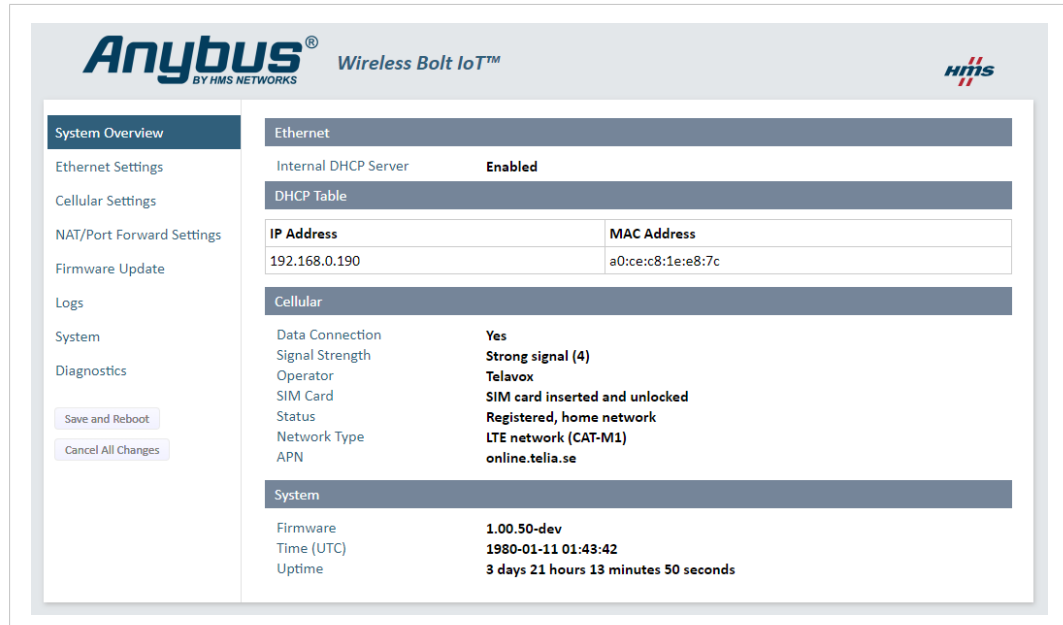 Anybus®
BY HMS NETWORKS
Wireless Bolt IoT™
HMS
System Overview
Ethernet Settings
Cellular Settings
NAT/Port Forward Settings
Firmware Update
Logs
System
Diagnostics
Save and Reboot
Cancel All Changes
Ethernet
Internal DHCP Server Enabled
DHCP Table
IP Address MAC Address
192.168.0.190 a0:ce:c8:1e:e8:7c
Cellular
Data Connection Yes
Signal Strength Strong signal (4)
Operator Telavox
SIM Card SIM card inserted and unlocked
Status Registered, home network
Network Type LTE network (CAT-M1)
APN online.telia.se
System
Firmware 1.00.50-dev
Time (UTC) 1980-01-11 01:43:42
Uptime 3 days 21 hours 13 minutes 50 seconds